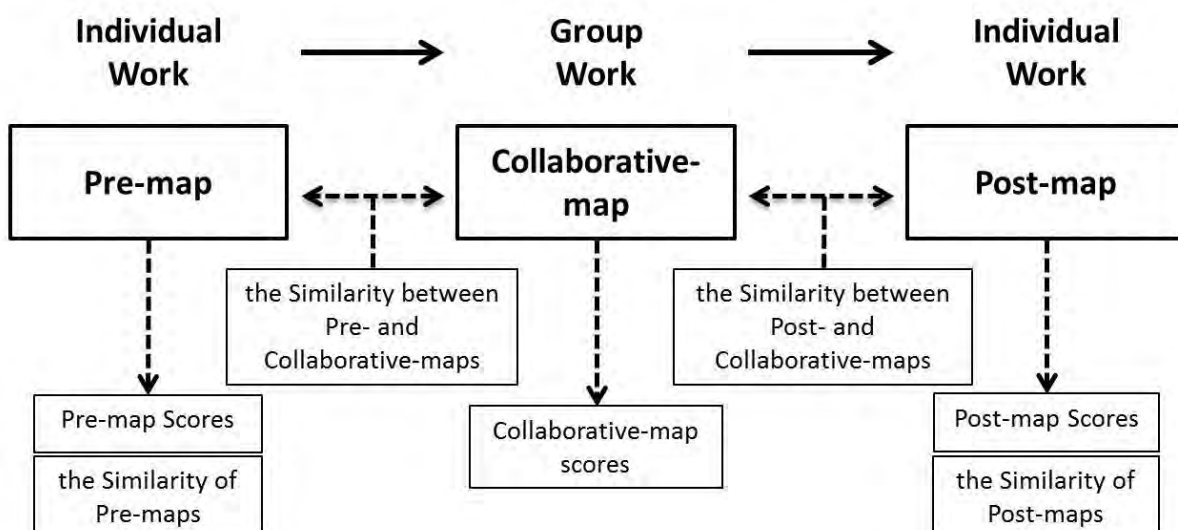 Individual
Work
Group
Work
Individual
Work
Pre-map
Collaborative-
map
Post-map
the Similarity between
Pre- and
Collaborative-maps
the Similarity between
Post- and
Collaborative-maps
Pre-map Scores
the Similarity of
Pre-maps
Collaborative-map
scores
Post-map Scores
the Similarity of
Post-maps